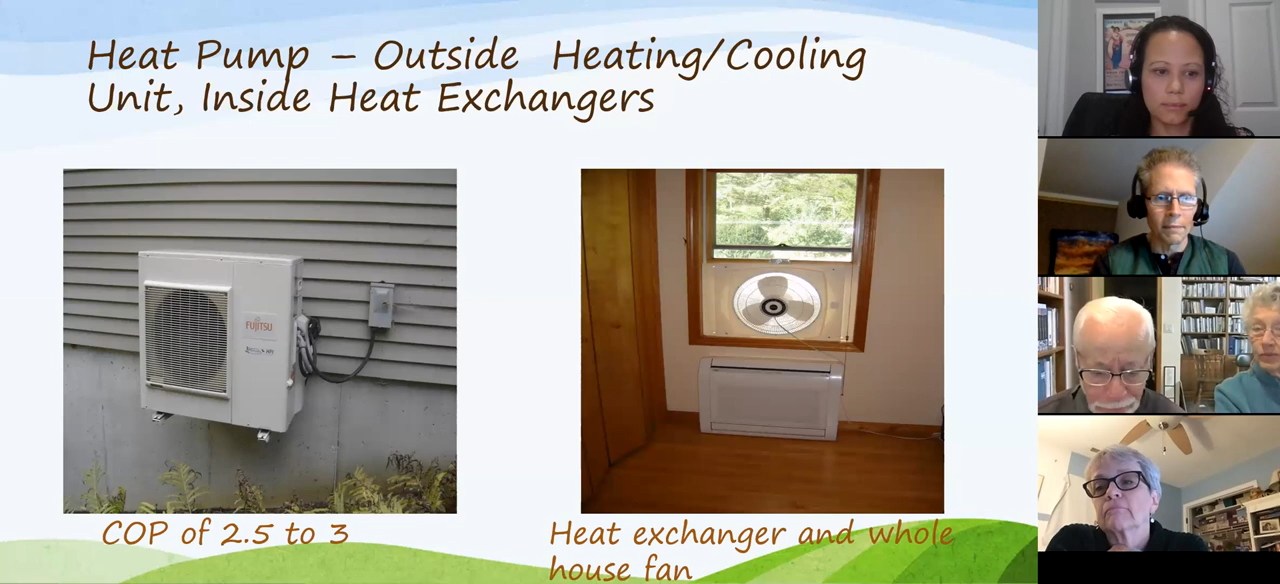 Heat Pump – Outside Heating/Cooling
Unit, Inside Heat Exchangers
FUJITSU
COP of 2.5 to 3
Heat exchanger and whole
house fan